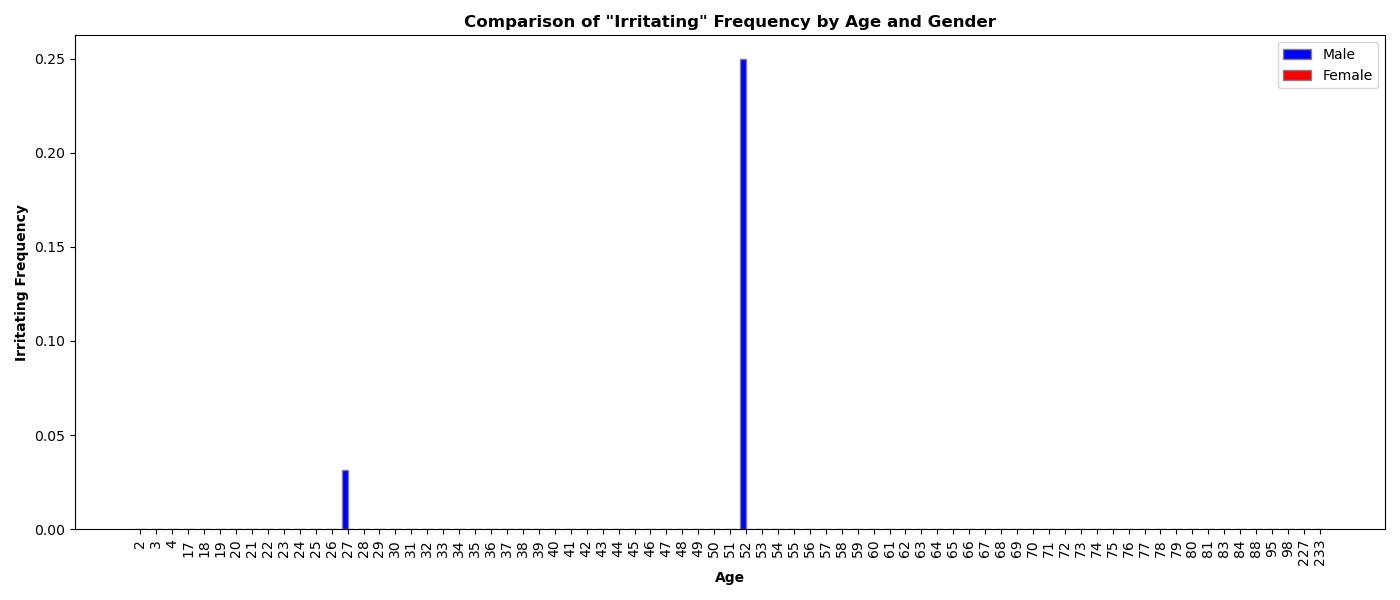 Comparison of "Irritating" Frequency by Age and Gender
Male
Female
Irritating Frequency
0.25
0.20
0.15
0.10
0.05
0.00
2 3 4 17 18 19 20 21 22 23 24 25 26 27 28 29 30 31 32 33 34 35 36 37 38 39 40 41 42 43 44 45 46 47 48 49 50 51 52 53 54 55 56 57 58 59 60 61 62 63 64 65 66 67 68 69 70 71 72 73 74 75 76 77 78 79 80 81 83 84 88 95 98 227 233
Age